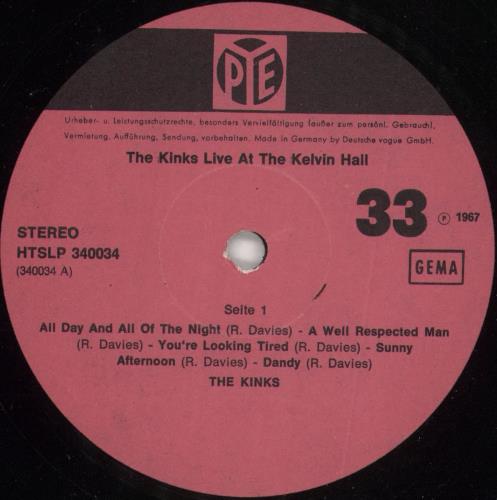 PYE
Urheber- u. Leistungsschutzrechte, besonders Vervielfältigung (außer zum persönl. Gebrauch),
Vermietung. Aufführung, Sendung, vorbehalten. Made in Germany by Deutsche vogue GmbH.
The Kinks Live At The Kelvin Hall
33 ℗ 1967
STEREO
HTSLP 340034
(340034 A)
GEMA
Seite 1
All Day And All Of The Night (R. Davies) - A Well Respected Man
(R. Davies) - You're Looking Tired (R. Davies) - Sunny
Afternoon (R. Davies) - Dandy (R. Davies)
THE KINKS